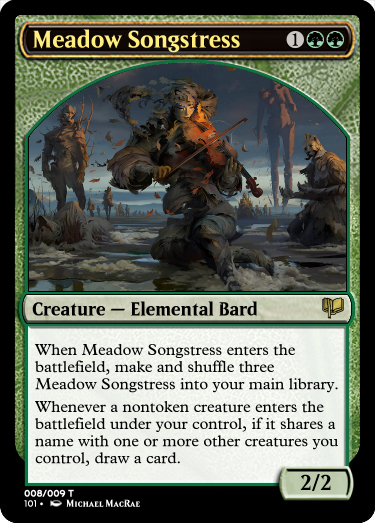 Meadow Songstress 1
Creature — Elemental Bard
When Meadow Songstress enters the
battlefield, make and shuffle three
Meadow Songstress into your main library.
Whenever a nontoken creature enters the
battlefield under your control, if it shares a
name with one or more other creatures you
control, draw a card.
2/2
008/009 T
101 • Michael MacRae